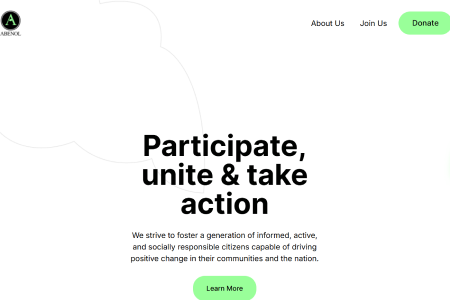 A
ABENOL
About Us
Join Us
Donate
Participate,
unite & take
action
We strive to foster a generation of informed, active,
and socially responsible citizens capable of driving
positive change in their communities and the nation.
Learn More